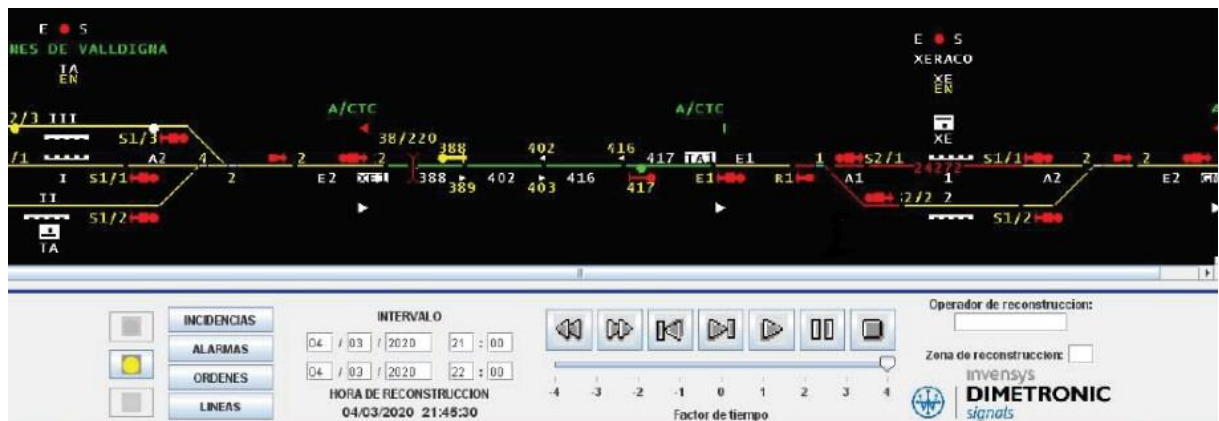 E S
NES DE VALLDIGNA
TA
EN
E S
XERACO
XE
EN
A/CTC
A/CTC
2/3 III
S1/3
38/220
388
402
416
XE
/1
A2
4
2
2
417
TA1
E1
1
S2/1
S1/1
2
2
I
S1/1
2
E2
XE1
388
402
416
E1
R1
A1
24272
1
A2
E2
389
403
417
II
S1/2
2
S1/2
TA
INCIDENCIAS
ALARMAS
ORDENES
LINEAS
INTERVALO
04 / 03 / 2020 21 : 00
04 / 03 / 2020 22 : 00
HORA DE RECONSTRUCCION
04/03/2020 21:45:30
-4 -3 -2 -1 0 1 2 3 4
Factor de tiempo
Operador de reconstruccion:
Zona de reconstruccion:
invensys
DIMETRONIC
signals